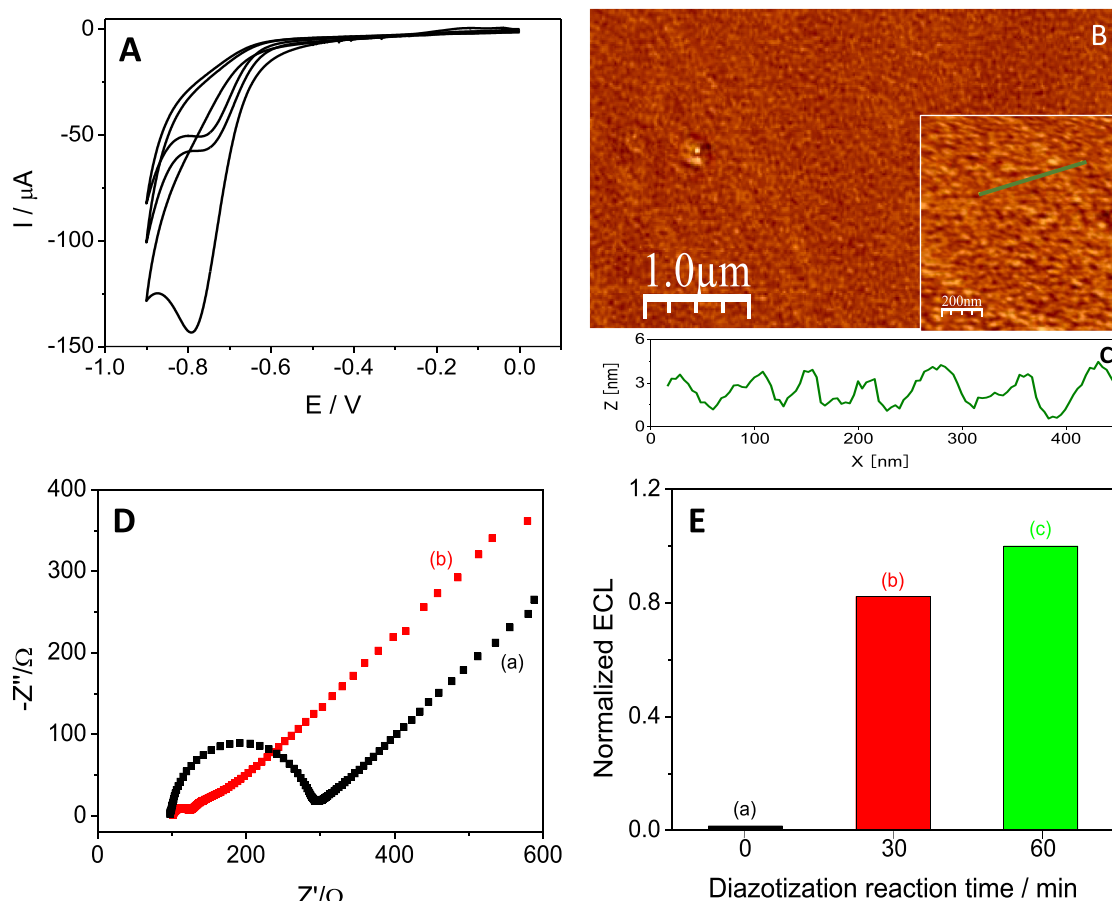 A
I / µA
0
-50
-100
-150
-1.0 -0.8 -0.6 -0.4 -0.2 0.0
E / V
B
1.0µm
200nm
C
Z [nm]
6
3
0
0 100 200 300 400
X [nm]
D
-Z"/Ω
400
300
200
100
0
(b)
(a)
0 200 400 600
Z'/Ω
E
Normalized ECL
1.2
0.8
0.4
0.0
(a)
(b)
(c)
0 30 60
Diazotization reaction time / min